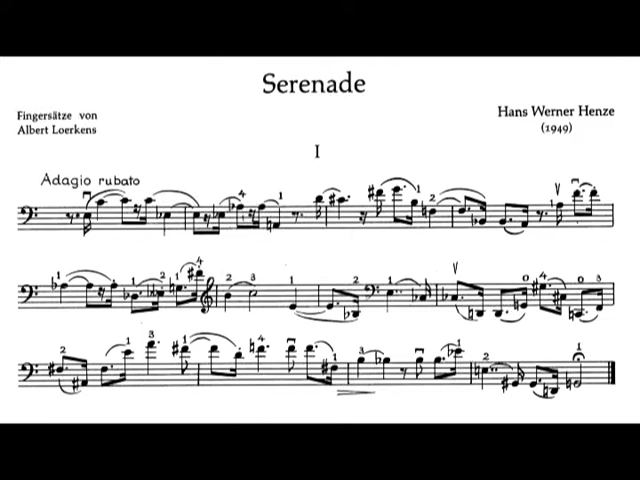 Serenade
Fingersätze von
Albert Loerkens
Hans Werner Henze
(1949)
I
Adagio rubato